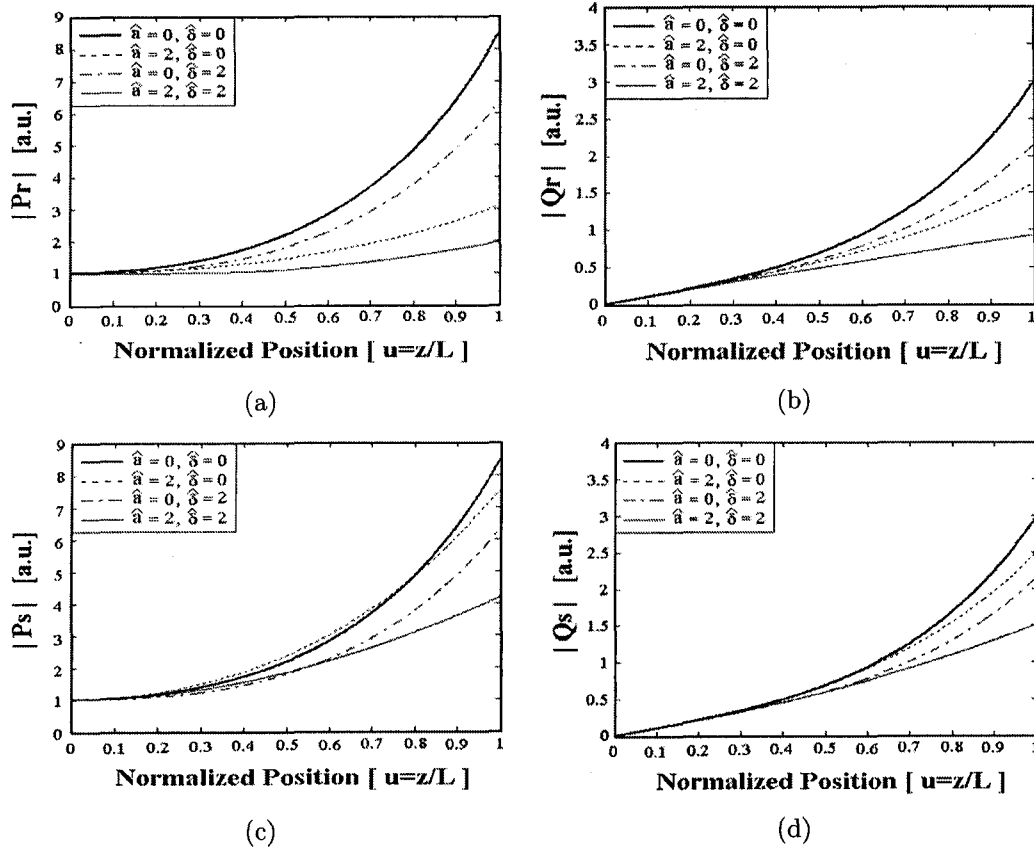 |Pr| [a.u.]
9
8
7
6
5
4
3
2
1
0
â = 0, δ̂ = 0
â = 2, δ̂ = 0
â = 0, δ̂ = 2
â = 2, δ̂ = 2
0 0.1 0.2 0.3 0.4 0.5 0.6 0.7 0.8 0.9 1
Normalized Position [ u=z/L ]
(a)
|Qr| [a.u.]
4
3.5
3
2.5
2
1.5
1
0.5
0
â = 0, δ̂ = 0
â = 2, δ̂ = 0
â = 0, δ̂ = 2
â = 2, δ̂ = 2
0 0.1 0.2 0.3 0.4 0.5 0.6 0.7 0.8 0.9 1
Normalized Position [ u=z/L ]
(b)
|Ps| [a.u.]
9
8
7
6
5
4
3
2
1
0
â = 0, δ̂ = 0
â = 2, δ̂ = 0
â = 0, δ̂ = 2
â = 2, δ̂ = 2
0 0.1 0.2 0.3 0.4 0.5 0.6 0.7 0.8 0.9 1
Normalized Position [ u=z/L ]
(c)
|Qs| [a.u.]
4
3.5
3
2.5
2
1.5
1
0.5
0
â = 0, δ̂ = 0
â = 2, δ̂ = 0
â = 0, δ̂ = 2
â = 2, δ̂ = 2
0 0.1 0.2 0.3 0.4 0.5 0.6 0.7 0.8 0.9 1
Normalized Position [ u=z/L ]
(d)